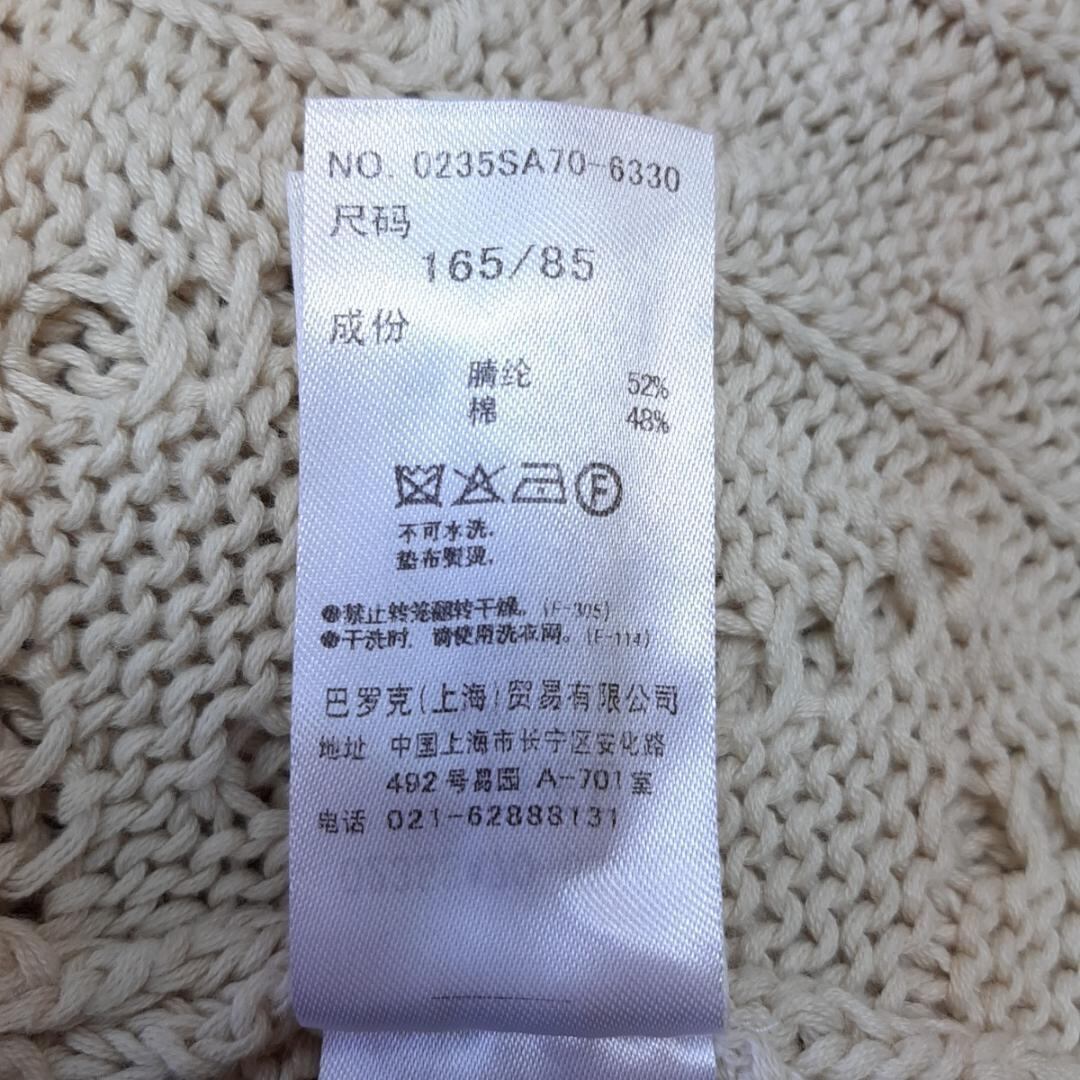 NO. 0235SA70-6330
尺码
165/85
成份
腈纶 52%
棉 48%
F
不可水洗.
垫布熨烫.
●禁止转笼翻转干燥。(F-305)
●干洗时，请使用洗衣网。(F-114)
巴罗克(上海)贸易有限公司
地址 中国上海市长宁区安化路
492号易园 A-701室
电话 021-62888131